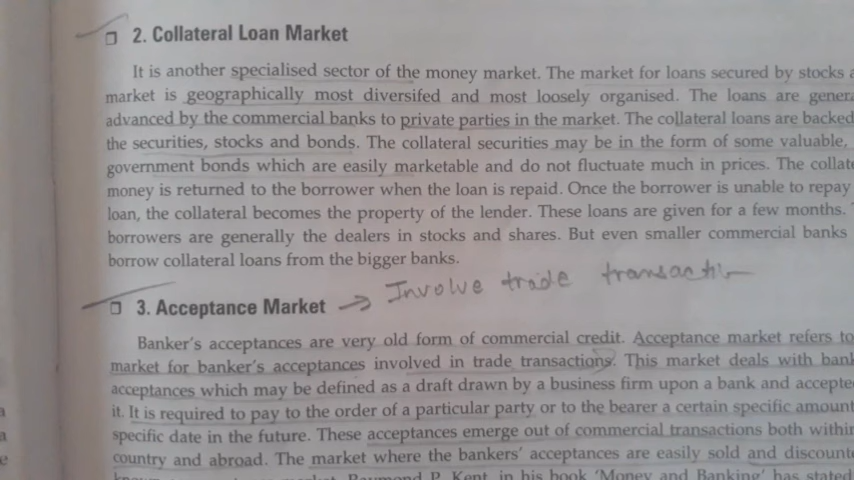 2. Collateral Loan Market
It is another specialised sector of the money market. The market for loans secured by stocks
market is geographically most diversifed and most loosely organised. The loans are
advanced by the commercial banks to private parties in the market. The collateral loans are backed
the securities, stocks and bonds. The collateral securities may be in the form of some valuable,
government bonds which are easily marketable and do not fluctuate much in prices. The
money is returned to the borrower when the loan is repaid. Once the borrower is unable to repay
loan, the collateral becomes the property of the lender. These loans are given for a few months.
borrowers are generally the dealers in stocks and shares. But even smaller commercial banks
borrow collateral loans from the bigger banks.
3. Acceptance Market → Involve trade
Banker's acceptances are very old form of commercial credit. Acceptance market refers to
market for banker's acceptances involved in trade transactions. This market deals with
acceptances which may be defined as a draft drawn by a business firm upon a bank and
it. It is required to pay to the order of a particular party or to the bearer a certain specific amount
specific date in the future. These acceptances emerge out of commercial transactions both within
country and abroad. The market where the bankers' acceptances are easily sold and
market. Raymond P. Kent, in his book 'Money and Banking' has stated